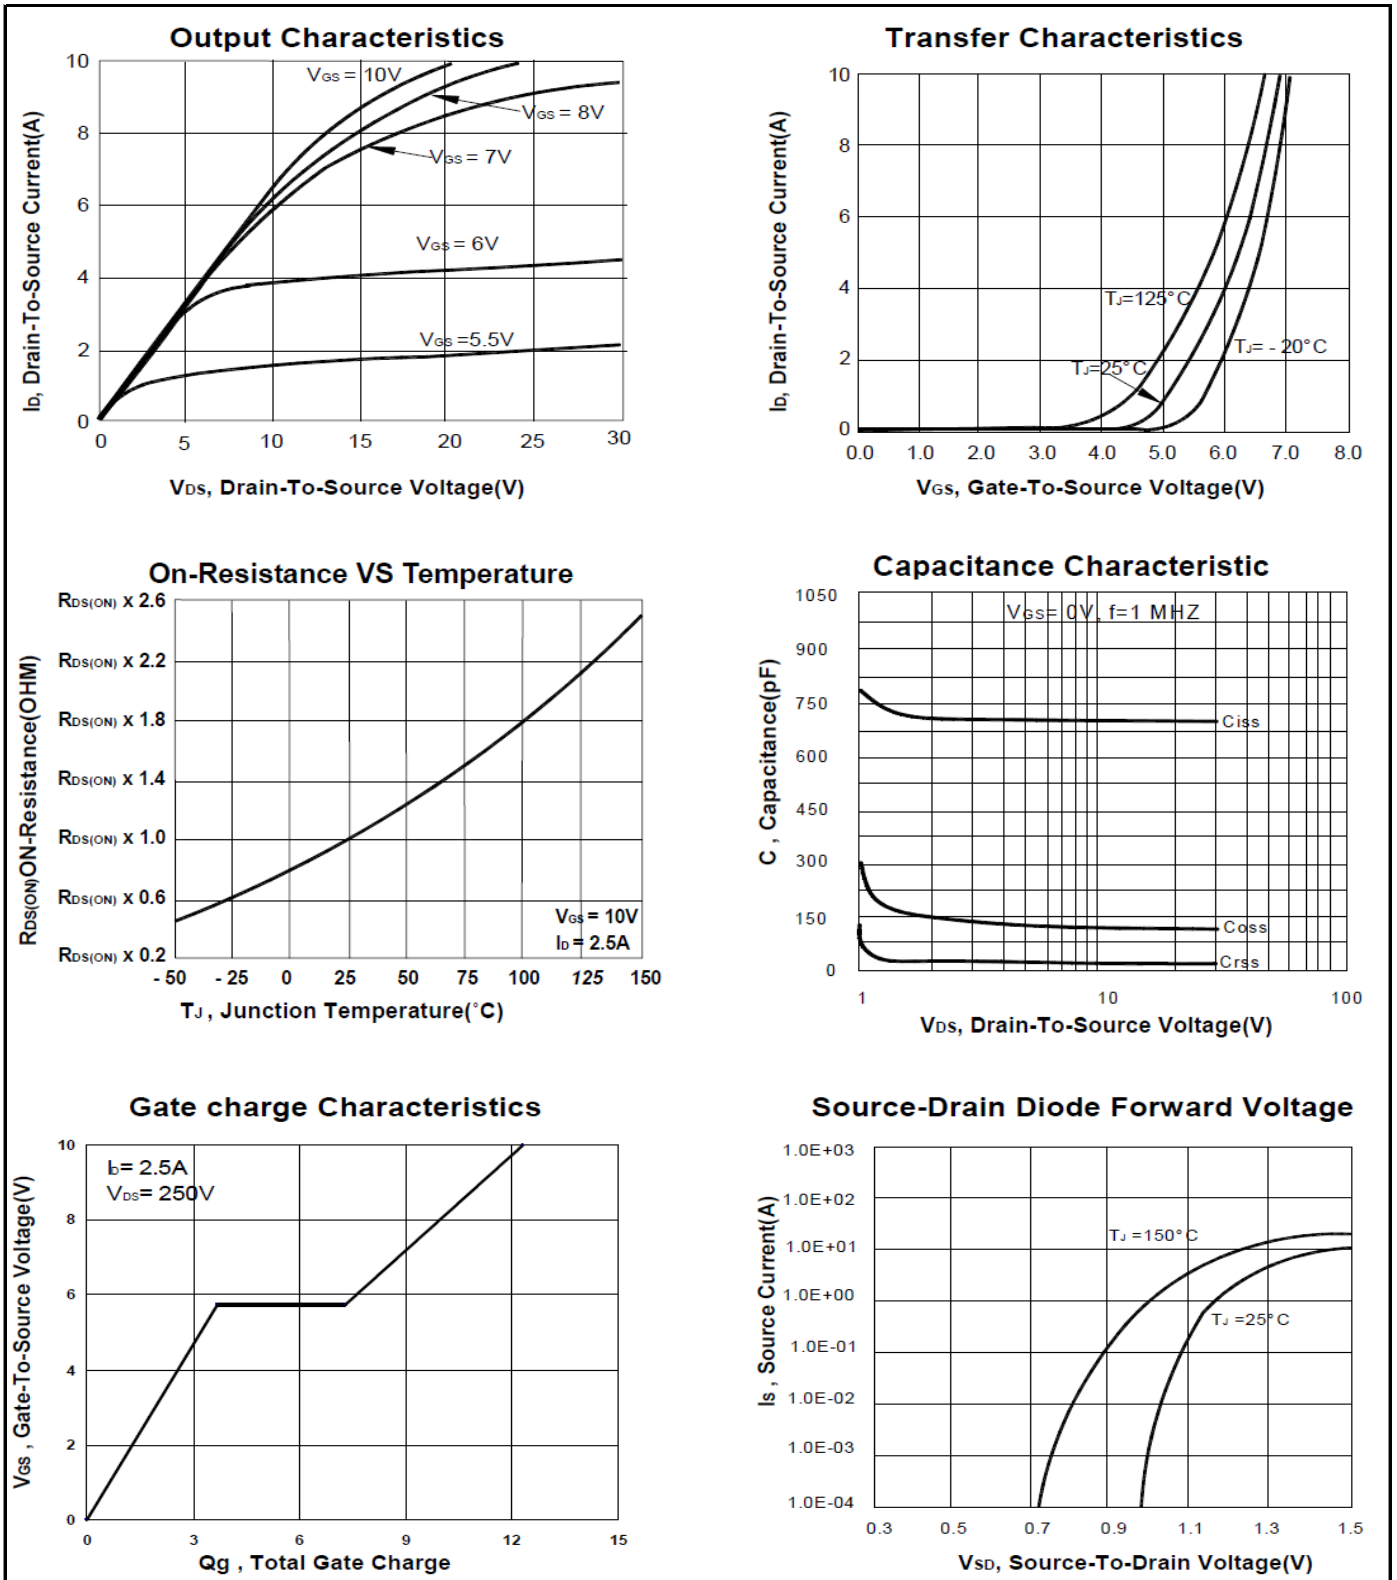 Output Characteristics
ID, Drain-To-Source Current(A)
10
8
6
4
2
0
VGS = 10V
VGS = 8V
VGS = 7V
VGS = 6V
VGS =5.5V
0 5 10 15 20 25 30
VDS, Drain-To-Source Voltage(V)
Transfer Characteristics
ID, Drain-To-Source Current(A)
10
8
6
4
2
0
TJ=125°C
TJ=25°C
TJ= - 20°C
0.0 1.0 2.0 3.0 4.0 5.0 6.0 7.0 8.0
VGS, Gate-To-Source Voltage(V)
On-Resistance VS Temperature
RDS(ON)ON-Resistance(OHM)
RDS(ON) X 2.6
RDS(ON) X 2.2
RDS(ON) X 1.8
RDS(ON) X 1.4
RDS(ON) X 1.0
RDS(ON) X 0.6
RDS(ON) X 0.2
VGS = 10V
ID = 2.5A
- 50 - 25 0 25 50 75 100 125 150
TJ , Junction Temperature(°C)
Capacitance Characteristic
C , Capacitance(pF)
1050
900
750
600
450
300
150
0
VGS= 0V, f=1 MHZ
Ciss
Coss
Crss
1 10 100
VDS, Drain-To-Source Voltage(V)
Gate charge Characteristics
VGS , Gate-To-Source Voltage(V)
10
8
6
4
2
0
ID= 2.5A
VDS= 250V
0 3 6 9 12 15
Qg , Total Gate Charge
Source-Drain Diode Forward Voltage
IS , Source Current(A)
1.0E+03
1.0E+02
1.0E+01
1.0E+00
1.0E-01
1.0E-02
1.0E-03
1.0E-04
TJ =150°C
TJ =25°C
0.3 0.5 0.7 0.9 1.1 1.3 1.5
VSD, Source-To-Drain Voltage(V)